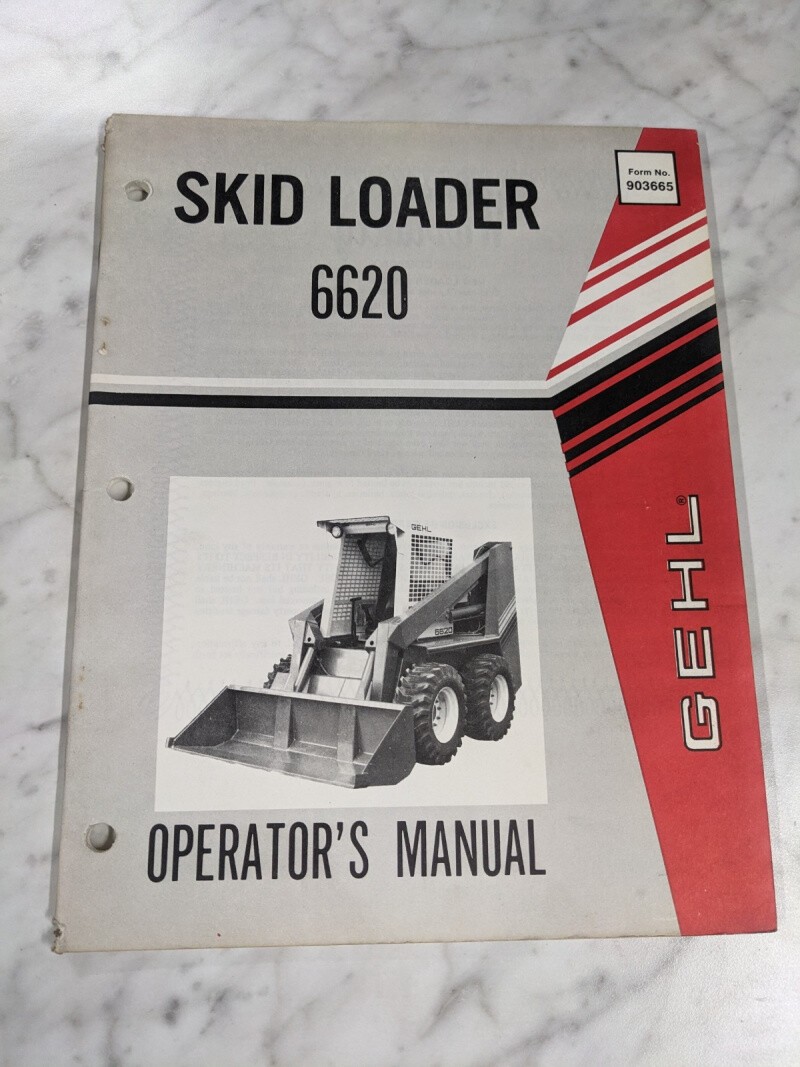 SKID LOADER
6620
Form No.
903665
GEHL®
GEHL
6620
OPERATOR'S MANUAL